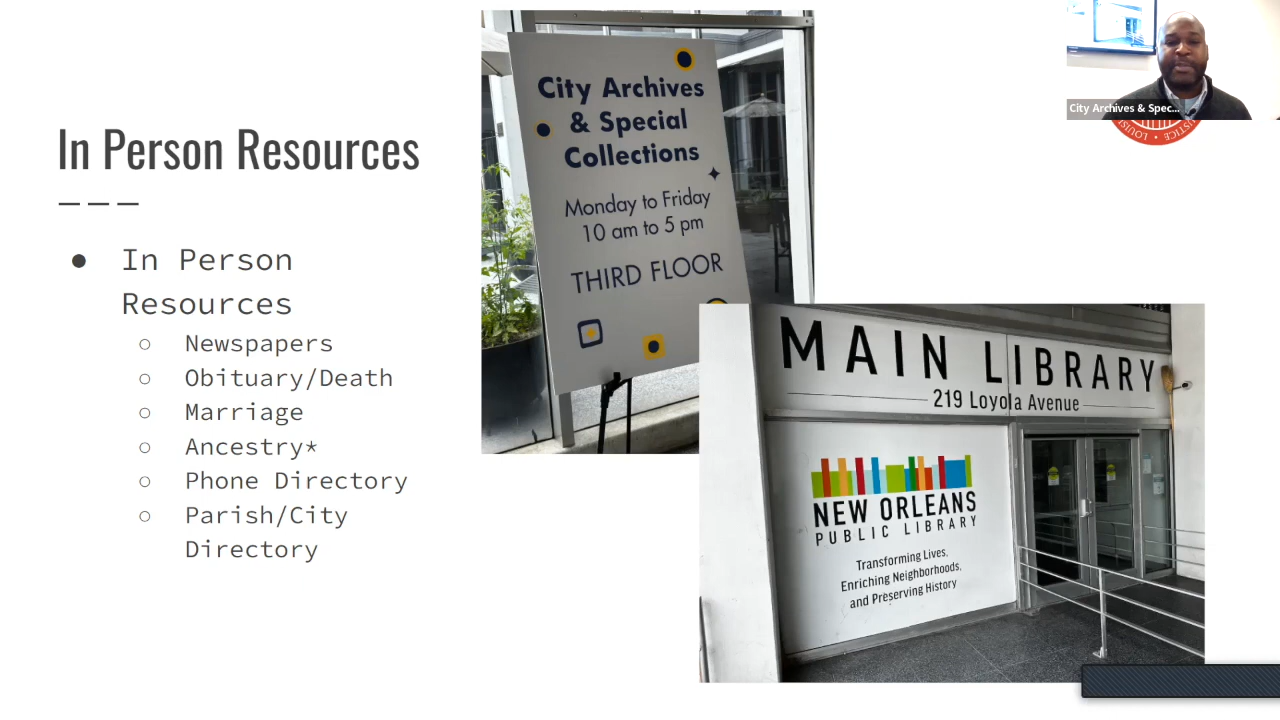 In Person Resources
In Person
Resources
Newspapers
Obituary/Death
Marriage
Ancestry*
Phone Directory
Parish/City
Directory
City Archives
& Special
Collections
Monday to Friday
10 am to 5 pm
THIRD FLOOR
MAIN LIBRARY
219 Loyola Avenue
NEW ORLEANS
PUBLIC LIBRARY
Transforming Lives,
Enriching Neighborhoods,
and Preserving History
City Archives & Spec...
LOUIS
JUSTICE